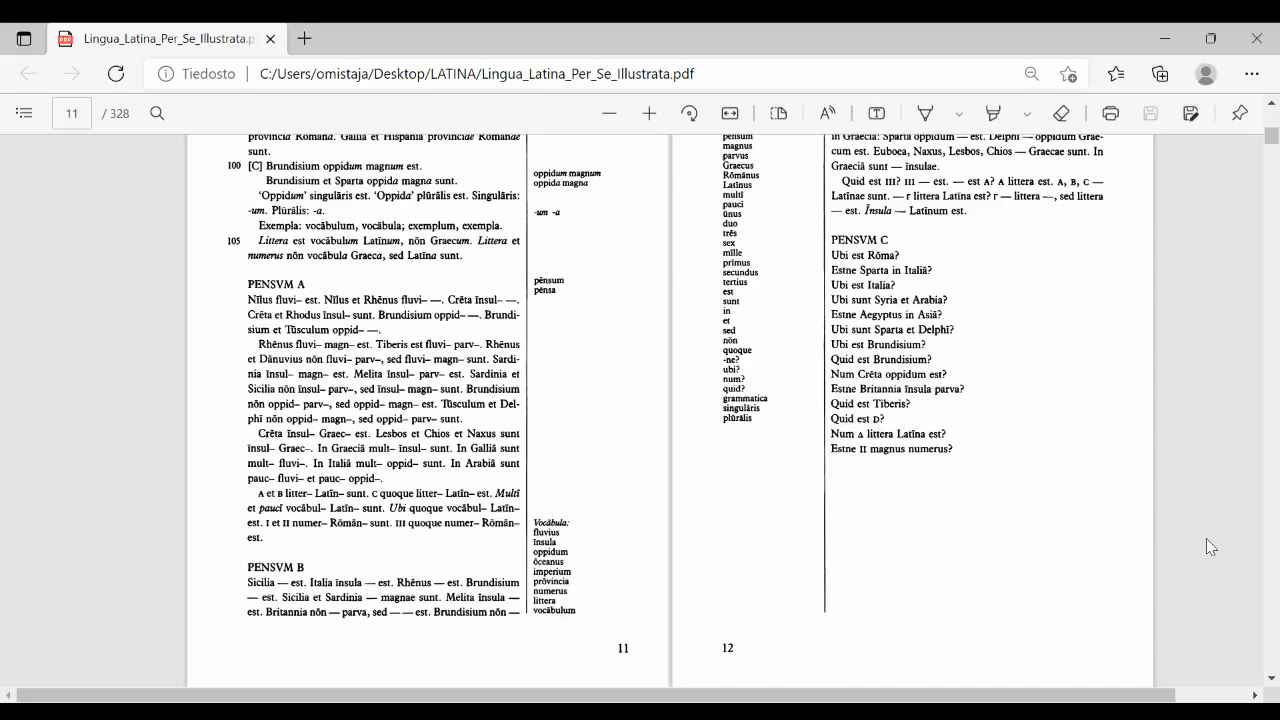 Lingua_Latina_Per_Se_Illustrata.p
Tiedosto
C:/Users/omistaja/Desktop/LATINA/Lingua_Latina_Per_Se_Illustrata.pdf
11 / 328
provincia Rōmāna. Gallia et Hispānia prōvinciae Rōmānae
sunt.
100 [C] Brundisium oppidum magnum est.
Brundisium et Sparta oppida magna sunt.
‘Oppidum’ singulāris est. ‘Oppida’ plūrālis est. Singulāris:
-um. Plūrālis: -a.
Exempla: vocābulum, vocābula; exemplum, exempla.
105 Littera est vocābulum Latīnum, nōn Graecum. Littera et
numerus nōn vocābula Graeca, sed Latīna sunt.
PENSVM A
Nīlus fluvi– est. Nīlus et Rhēnus fluvi– —. Crēta īnsul– —.
Crēta et Rhodus īnsul– sunt. Brundisium oppid– —. Brundi-
sium et Tūsculum oppid– —.
Rhēnus fluvi– magn– est. Tiberis est fluvi– parv–. Rhēnus
et Dānuvius nōn fluvi– parv–, sed fluvi– magn– sunt. Sardi-
nia īnsul– magn– est. Melita īnsul– parv– est. Sardinia et
Sicilia nōn īnsul– parv–, sed īnsul– magn– sunt. Brundisium
nōn oppid– parv–, sed oppid– magn– est. Tūsculum et Del-
phī nōn oppid– magn–, sed oppid– parv– sunt.
Crēta īnsul– Graec– est. Lesbos et Chios et Naxus sunt
īnsul– Graec–. In Graeciā mult– īnsul– sunt. In Galliā sunt
mult– fluvi–. In Italiā mult– oppid– sunt. In Arabiā sunt
pauc– fluvi– et pauc– oppid–.
A et B litter– Latīn– sunt. C quoque litter– Latīn– est. Multī
et paucī vocābul– Latīn– sunt. Ubi quoque vocābul– Latīn–
est. I et II numer– Rōmān– sunt. III quoque numer– Rōmān–
est.
PENSVM B
Sicilia — est. Italia īnsula — est. Rhēnus — est. Brundisium
— est. Sicilia et Sardinia — magnae sunt. Melita īnsula —
est. Britannia nōn — parva, sed — — est. Brundisium nōn —
oppidum magnum
oppida magna
-um -a
pēnsum
pēnsa
Vocābula:
fluvius
īnsula
oppidum
ōceanus
imperium
prōvincia
numerus
littera
vocābulum
11
pēnsum
magnus
parvus
Graecus
Rōmānus
Latīnus
multī
paucī
ūnus
duo
trēs
sex
mīlle
prīmus
secundus
tertius
est
sunt
in
et
sed
nōn
quoque
-ne?
ubi?
num?
quid?
grammatica
singulāris
plūrālis
in Graeciā: Sparta oppidum — est. Delphī — oppidum Grae-
cum est. Euboea, Naxus, Lesbos, Chios — Graecae sunt. In
Graeciā sunt — īnsulae.
Quid est III? III — est. — est A? A littera est. A, B, C —
Latīnae sunt. — Γ littera Latīna est? Γ — littera —, sed littera
— est. Īnsula — Latīnum est.
PENSVM C
Ubi est Rōma?
Estne Sparta in Italiā?
Ubi est Italia?
Ubi sunt Syria et Arabia?
Estne Aegyptus in Asiā?
Ubi sunt Sparta et Delphī?
Ubi est Brundisium?
Quid est Brundisium?
Num Crēta oppidum est?
Estne Britannia īnsula parva?
Quid est Tiberis?
Quid est D?
Num Δ littera Latīna est?
Estne II magnus numerus?
12